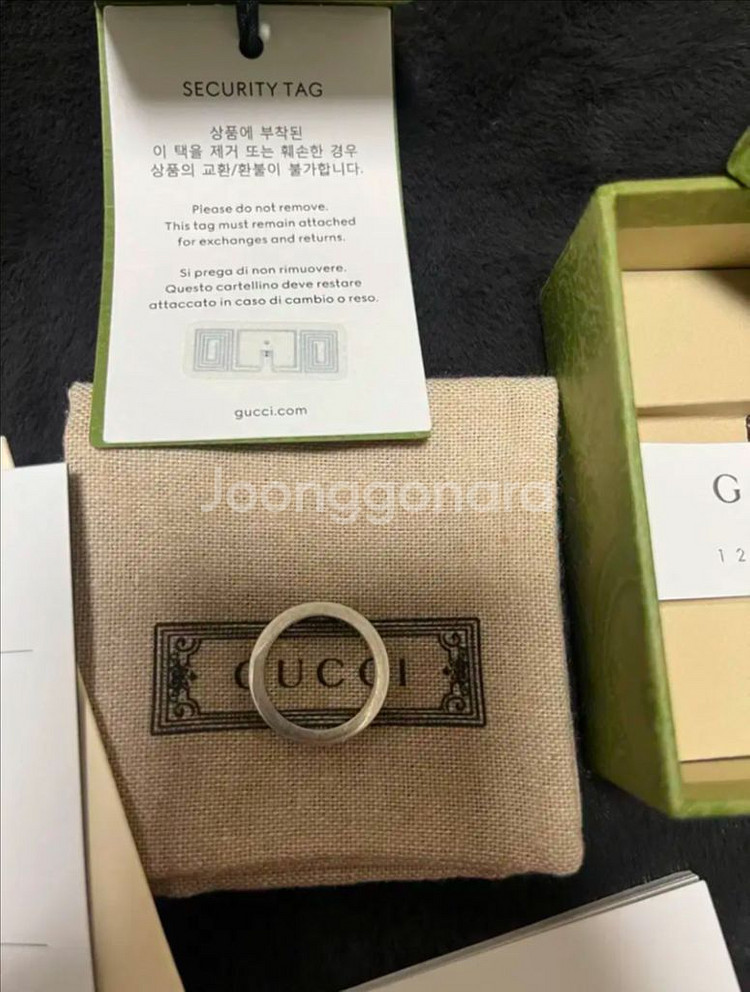 SECURITY TAG
상품에 부착된
이 택을 제거 또는 훼손한 경우
상품의 교환/환불이 불가합니다.
Please do not remove.
This tag must remain attached
for exchanges and returns.
Si prega di non rimuovere.
Questo cartellino deve restare
attaccato in caso di cambio o reso.
gucci.com
Joonggonara
GUCCI
G
1 2